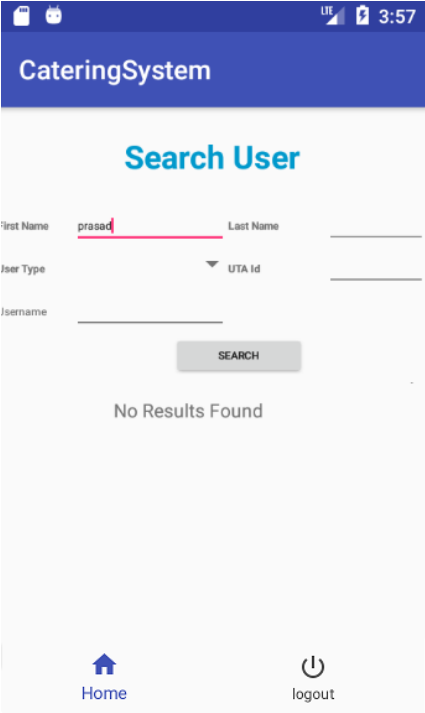 LTE 3:57
CateringSystem
Search User
First Name prasad Last Name
User Type UTA Id
Username
SEARCH
No Results Found
Home logout